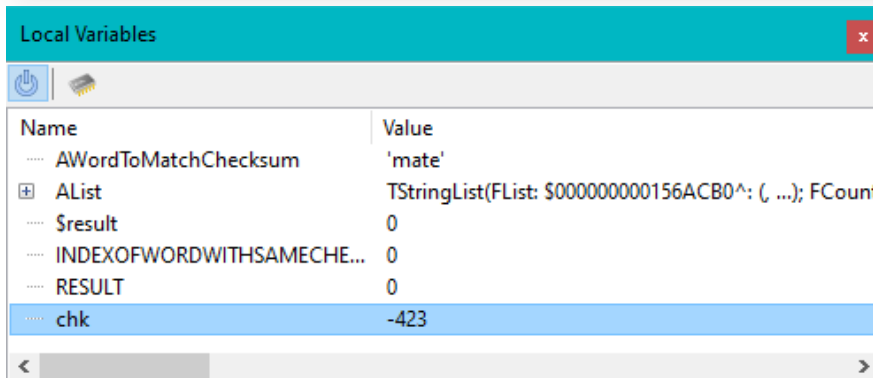 Local Variables x
Name Value
AWordToMatchChecksum 'mate'
AList TStringList(FList: $000000000156ACB0^: (, ...); FCount
$result 0
INDEXOFWORDWITHSAMECHE... 0
RESULT 0
chk -423